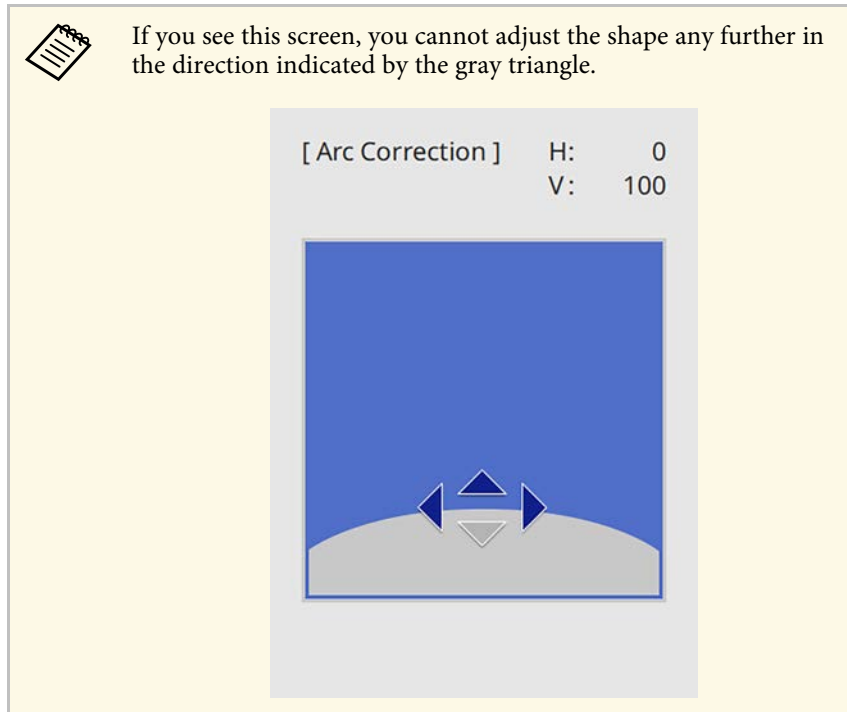 If you see this screen, you cannot adjust the shape any further in
the direction indicated by the gray triangle.
[ Arc Correction ] H: 0
V: 100